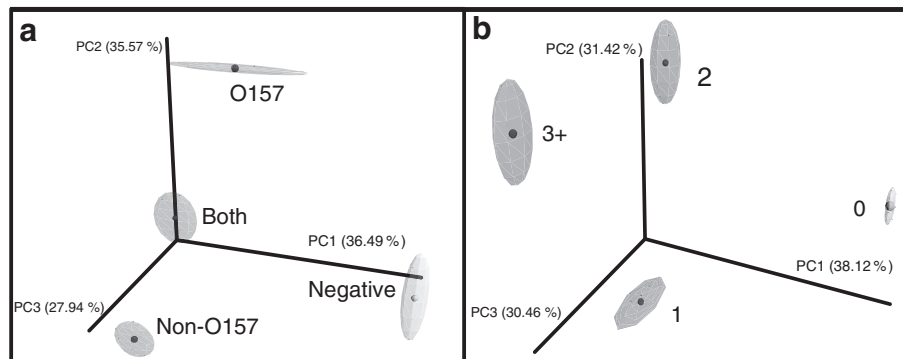 a
PC2 (35.57 %)
O157
Both
PC1 (36.49 %)
Negative
PC3 (27.94 %)
Non-O157
b
PC2 (31.42 %)
2
3+
0
PC1 (38.12 %)
1
PC3 (30.46 %)